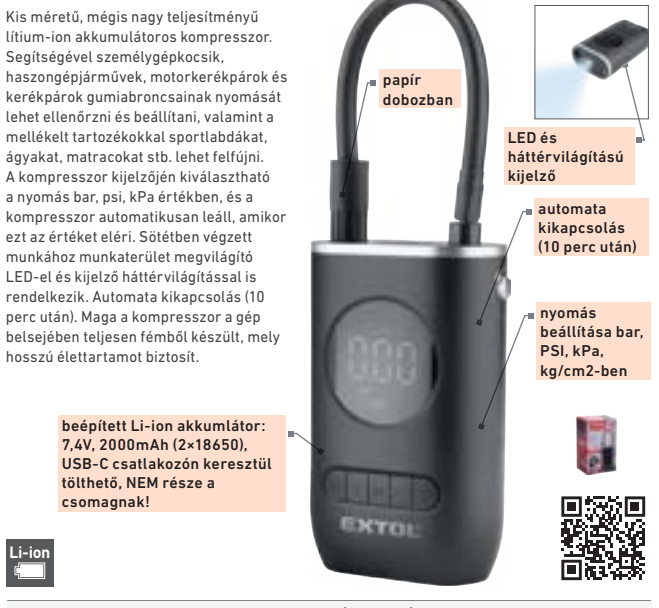 Kis méretű, mégis nagy teljesítményű
lítium-ion akkumulátoros kompresszor.
Segítségével személygépkocsik,
haszongépjárművek, motorkerékpárok és
kerékpárok gumiabroncsainak nyomását
lehet ellenőrzni és beállítani, valamint a
mellékelt tartozékokkal sportlabdákat,
ágyakat, matracokat stb. lehet felfújni.
A kompresszor kijelzőjén kiválasztható
a nyomás bar, psi, kPa értékben, és a
kompresszor automatikusan leáll, amikor
ezt az értéket eléri. Sötétben végzett
munkához munkaterület megvilágító
LED-el és kijelző háttérvilágítással is
rendelkezik. Automata kikapcsolás (10
perc után). Maga a kompresszor a gép
belsejében teljesen fémből készült, mely
hosszú élettartamot biztosít.
papír
dobozban
LED és
háttérvilágítású
kijelző
automata
kikapcsolás
(10 perc után)
nyomás
beállítása bar,
PSI, kPa,
kg/cm2-ben
beépített Li-ion akkumlátor:
7,4V, 2000mAh (2×18650),
USB-C csatlakozón keresztül
tölthető, NEM része a
csomagnak!
0.00
EXTOL
Li-ion